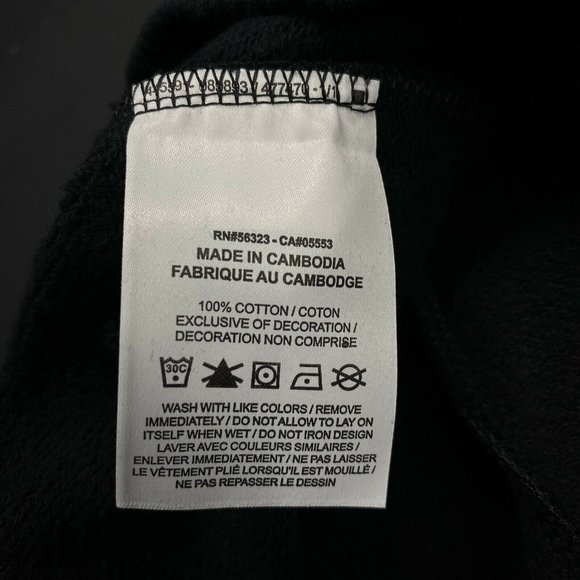 477470
RN#56323 - CA#05553
MADE IN CAMBODIA
FABRIQUE AU CAMBODGE
100% COTTON / COTON
EXCLUSIVE OF DECORATION /
DECORATION NON COMPRISE
30C
WASH WITH LIKE COLORS / REMOVE
IMMEDIATELY / DO NOT ALLOW TO LAY ON
ITSELF WHEN WET / DO NOT IRON DESIGN
LAVER AVEC COULEURS SIMILAIRES /
ENLEVER IMMEDIATEMENT / NE PAS LAISSER
LE VÊTEMENT PLIÉ LORSQU'IL EST MOUILLÉ /
NE PAS REPASSER LE DESSIN